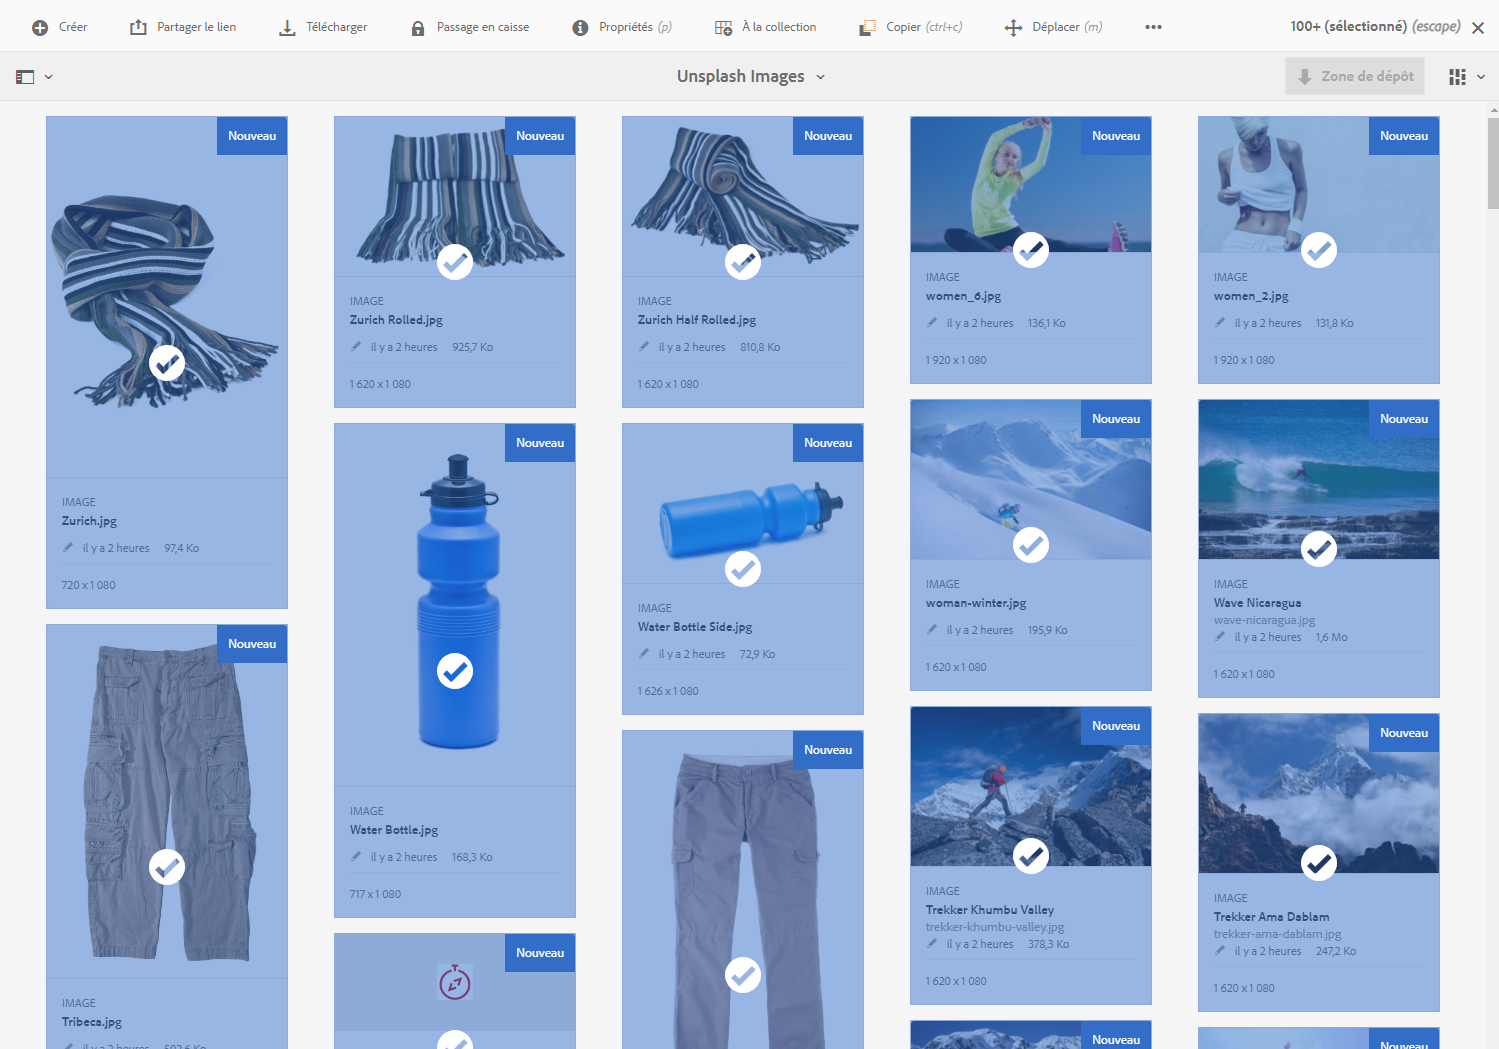 Créer
Partager le lien
Télécharger
Passage en caisse
Propriétés (p)
À la collection
Copier (ctrl+c)
Déplacer (m)
100+ (sélectionné) (escape)
Unsplash Images
Zone de dépôt
Nouveau
IMAGE
Zurich.jpg
il y a 2 heures 97,4 Ko
720 x 1 080
Nouveau
IMAGE
Tribeca.jpg
il y a 2 heures 502,6 Ko
Nouveau
IMAGE
Zurich Rolled.jpg
il y a 2 heures 925,7 Ko
1 620 x 1 080
Nouveau
IMAGE
Water Bottle.jpg
il y a 2 heures 168,3 Ko
717 x 1 080
Nouveau
Nouveau
IMAGE
Zurich Half Rolled.jpg
il y a 2 heures 810,8 Ko
1 620 x 1 080
Nouveau
IMAGE
Water Bottle Side.jpg
il y a 2 heures 72,9 Ko
1 626 x 1 080
Nouveau
Nouveau
IMAGE
women_6.jpg
il y a 2 heures 136,1 Ko
1 920 x 1 080
Nouveau
IMAGE
woman-winter.jpg
il y a 2 heures 195,9 Ko
1 620 x 1 080
Nouveau
IMAGE
Trekker Khumbu Valley
trekker-khumbu-valley.jpg
il y a 2 heures 378,3 Ko
1 620 x 1 080
Nouveau
Nouveau
IMAGE
women_2.jpg
il y a 2 heures 131,8 Ko
1 920 x 1 080
Nouveau
IMAGE
Wave Nicaragua
wave-nicaragua.jpg
il y a 2 heures 1,6 Mo
1 620 x 1 080
Nouveau
IMAGE
Trekker Ama Dablam
trekker-ama-dablam.jpg
il y a 2 heures 247,2 Ko
1 620 x 1 080
Nouveau